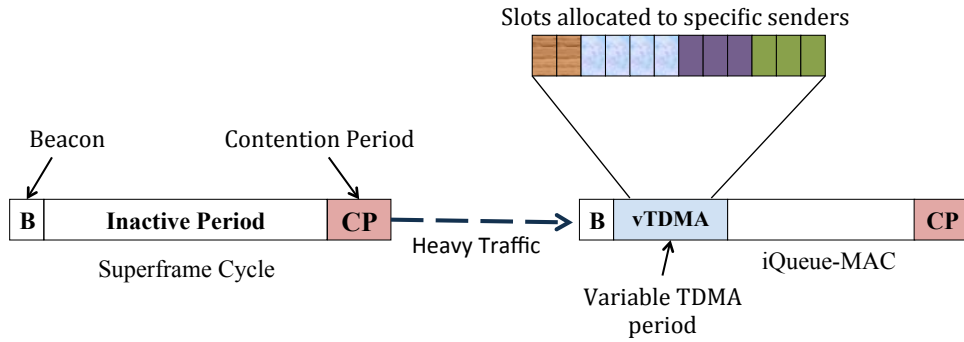 Slots allocated to specific senders
Beacon
Contention Period
B
Inactive Period
CP
Heavy Traffic
B
vTDMA
CP
Superframe Cycle
iQueue-MAC
Variable TDMA
period